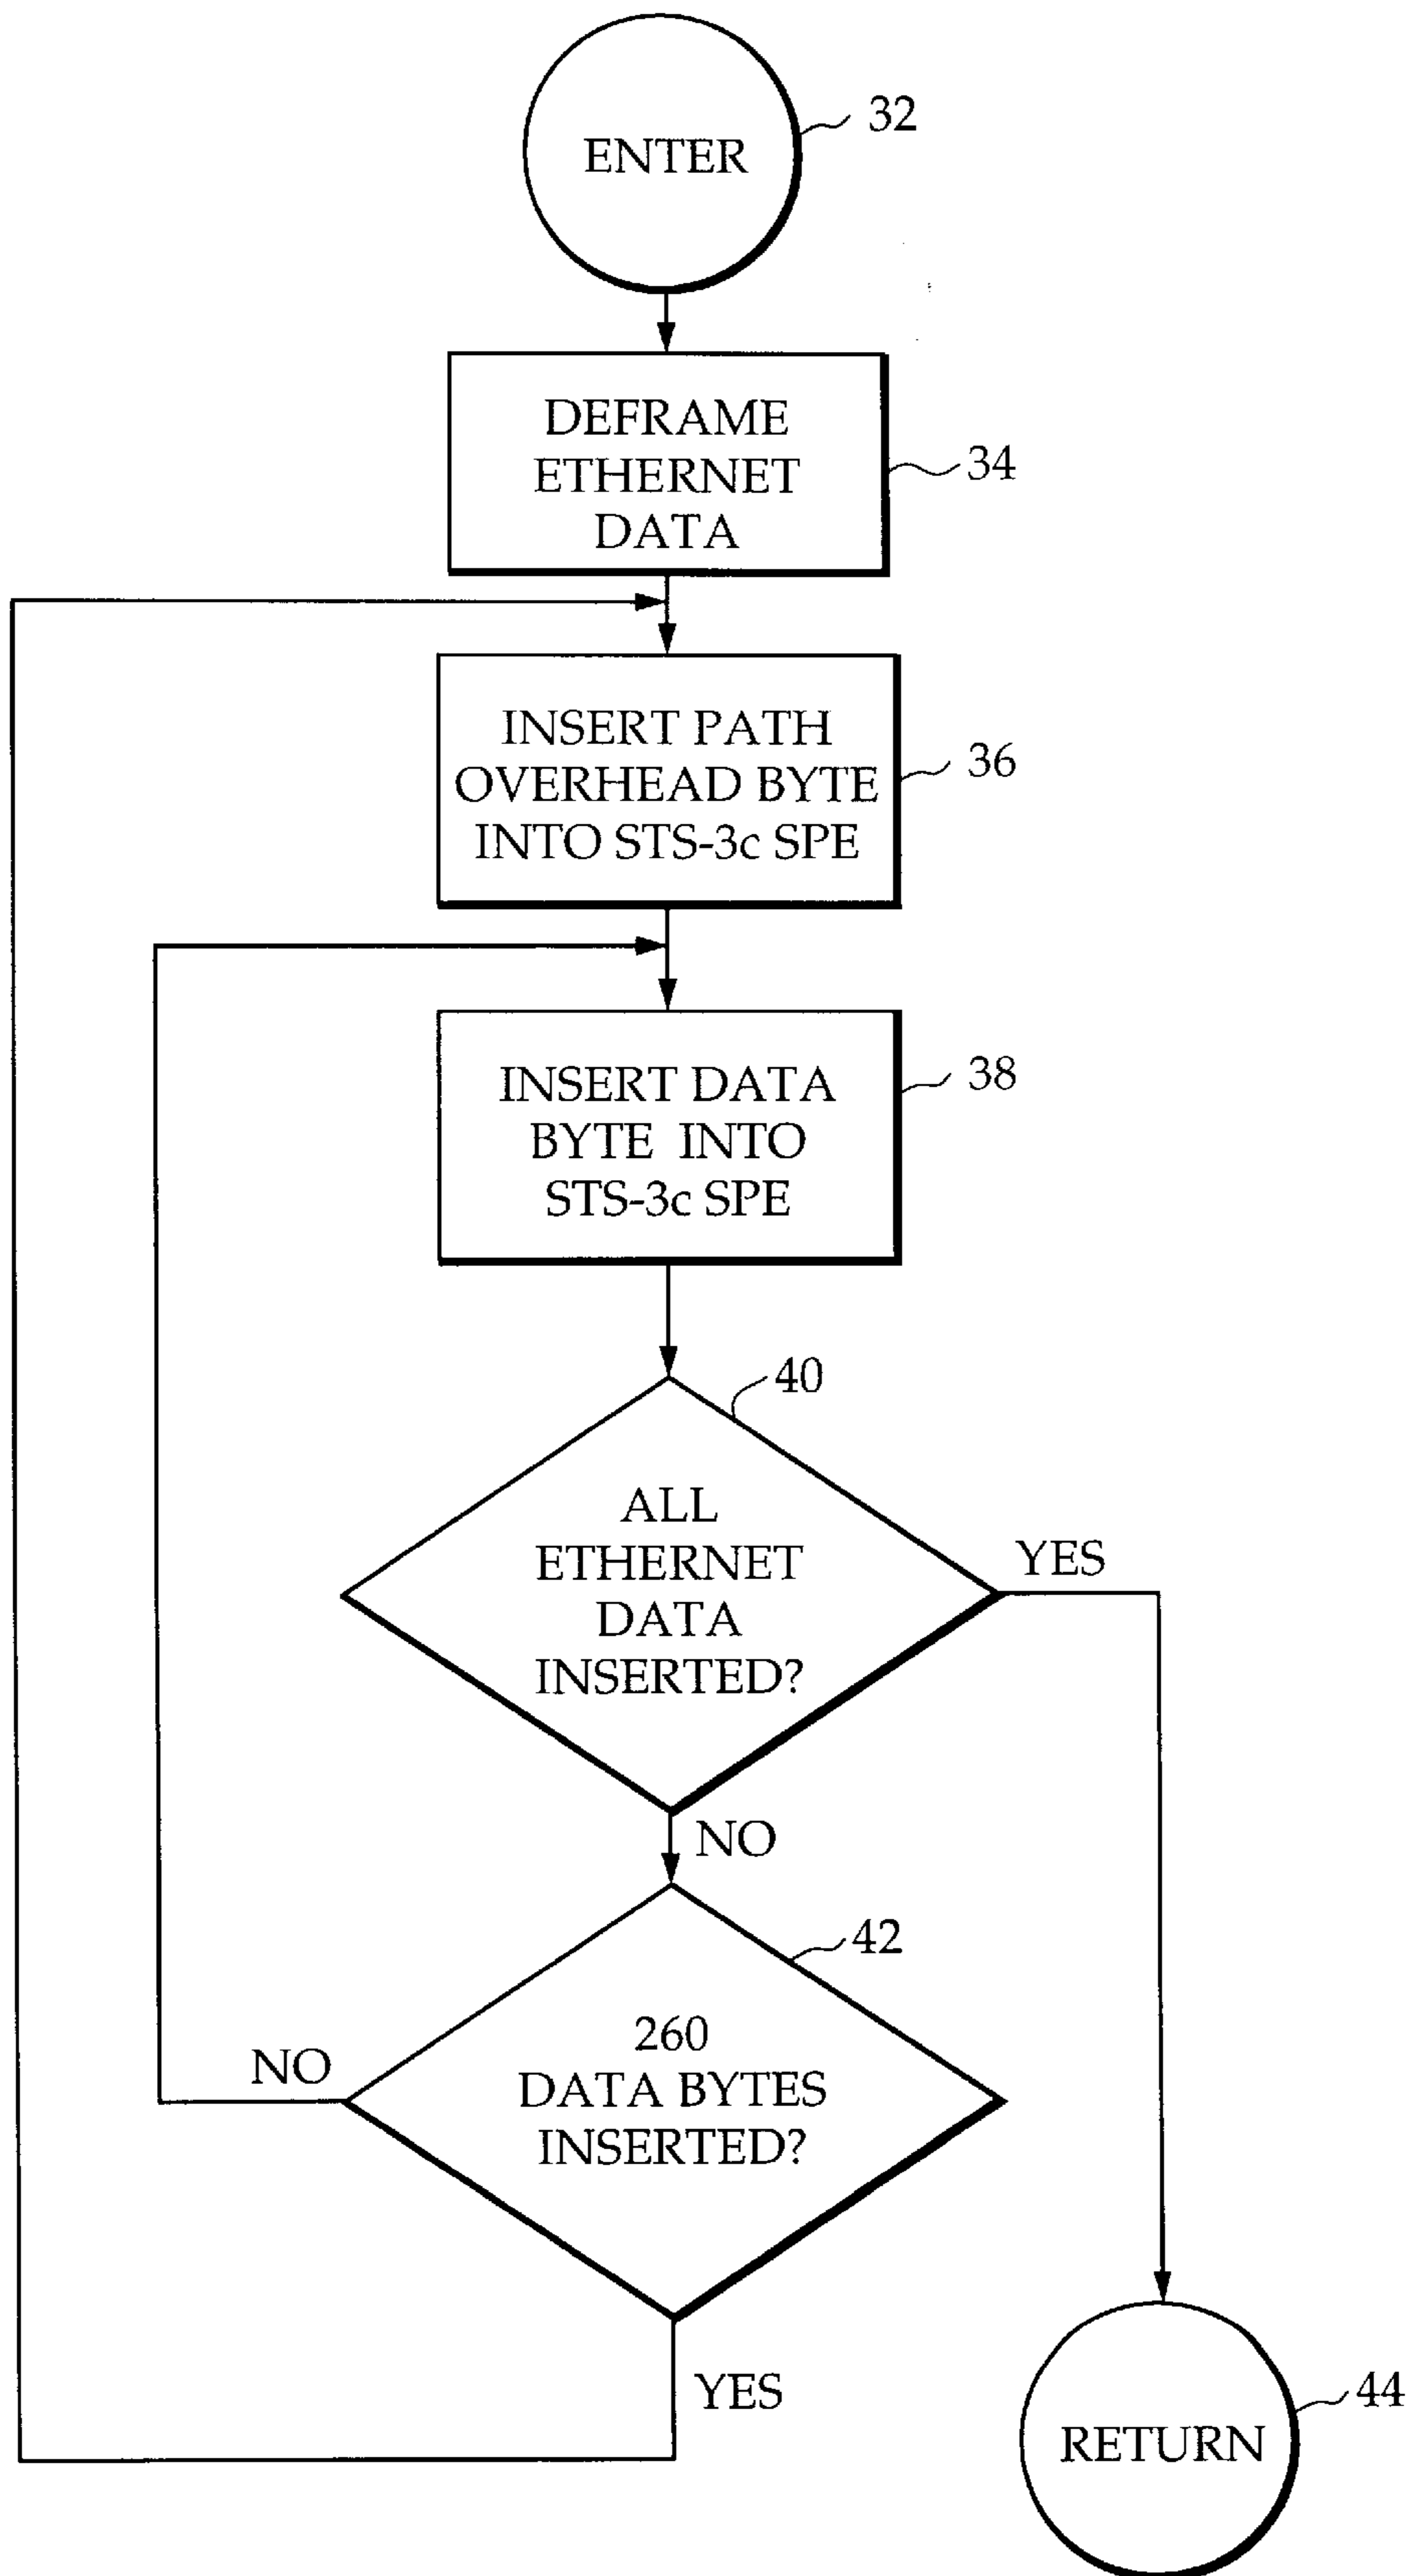 ENTER
32
DEFRAME
ETHERNET
DATA
34
INSERT PATH
OVERHEAD BYTE
INTO STS-3c SPE
36
INSERT DATA
BYTE INTO
STS-3c SPE
38
40
ALL
ETHERNET
DATA
INSERTED?
YES
NO
42
260
DATA BYTES
INSERTED?
NO
YES
RETURN
44